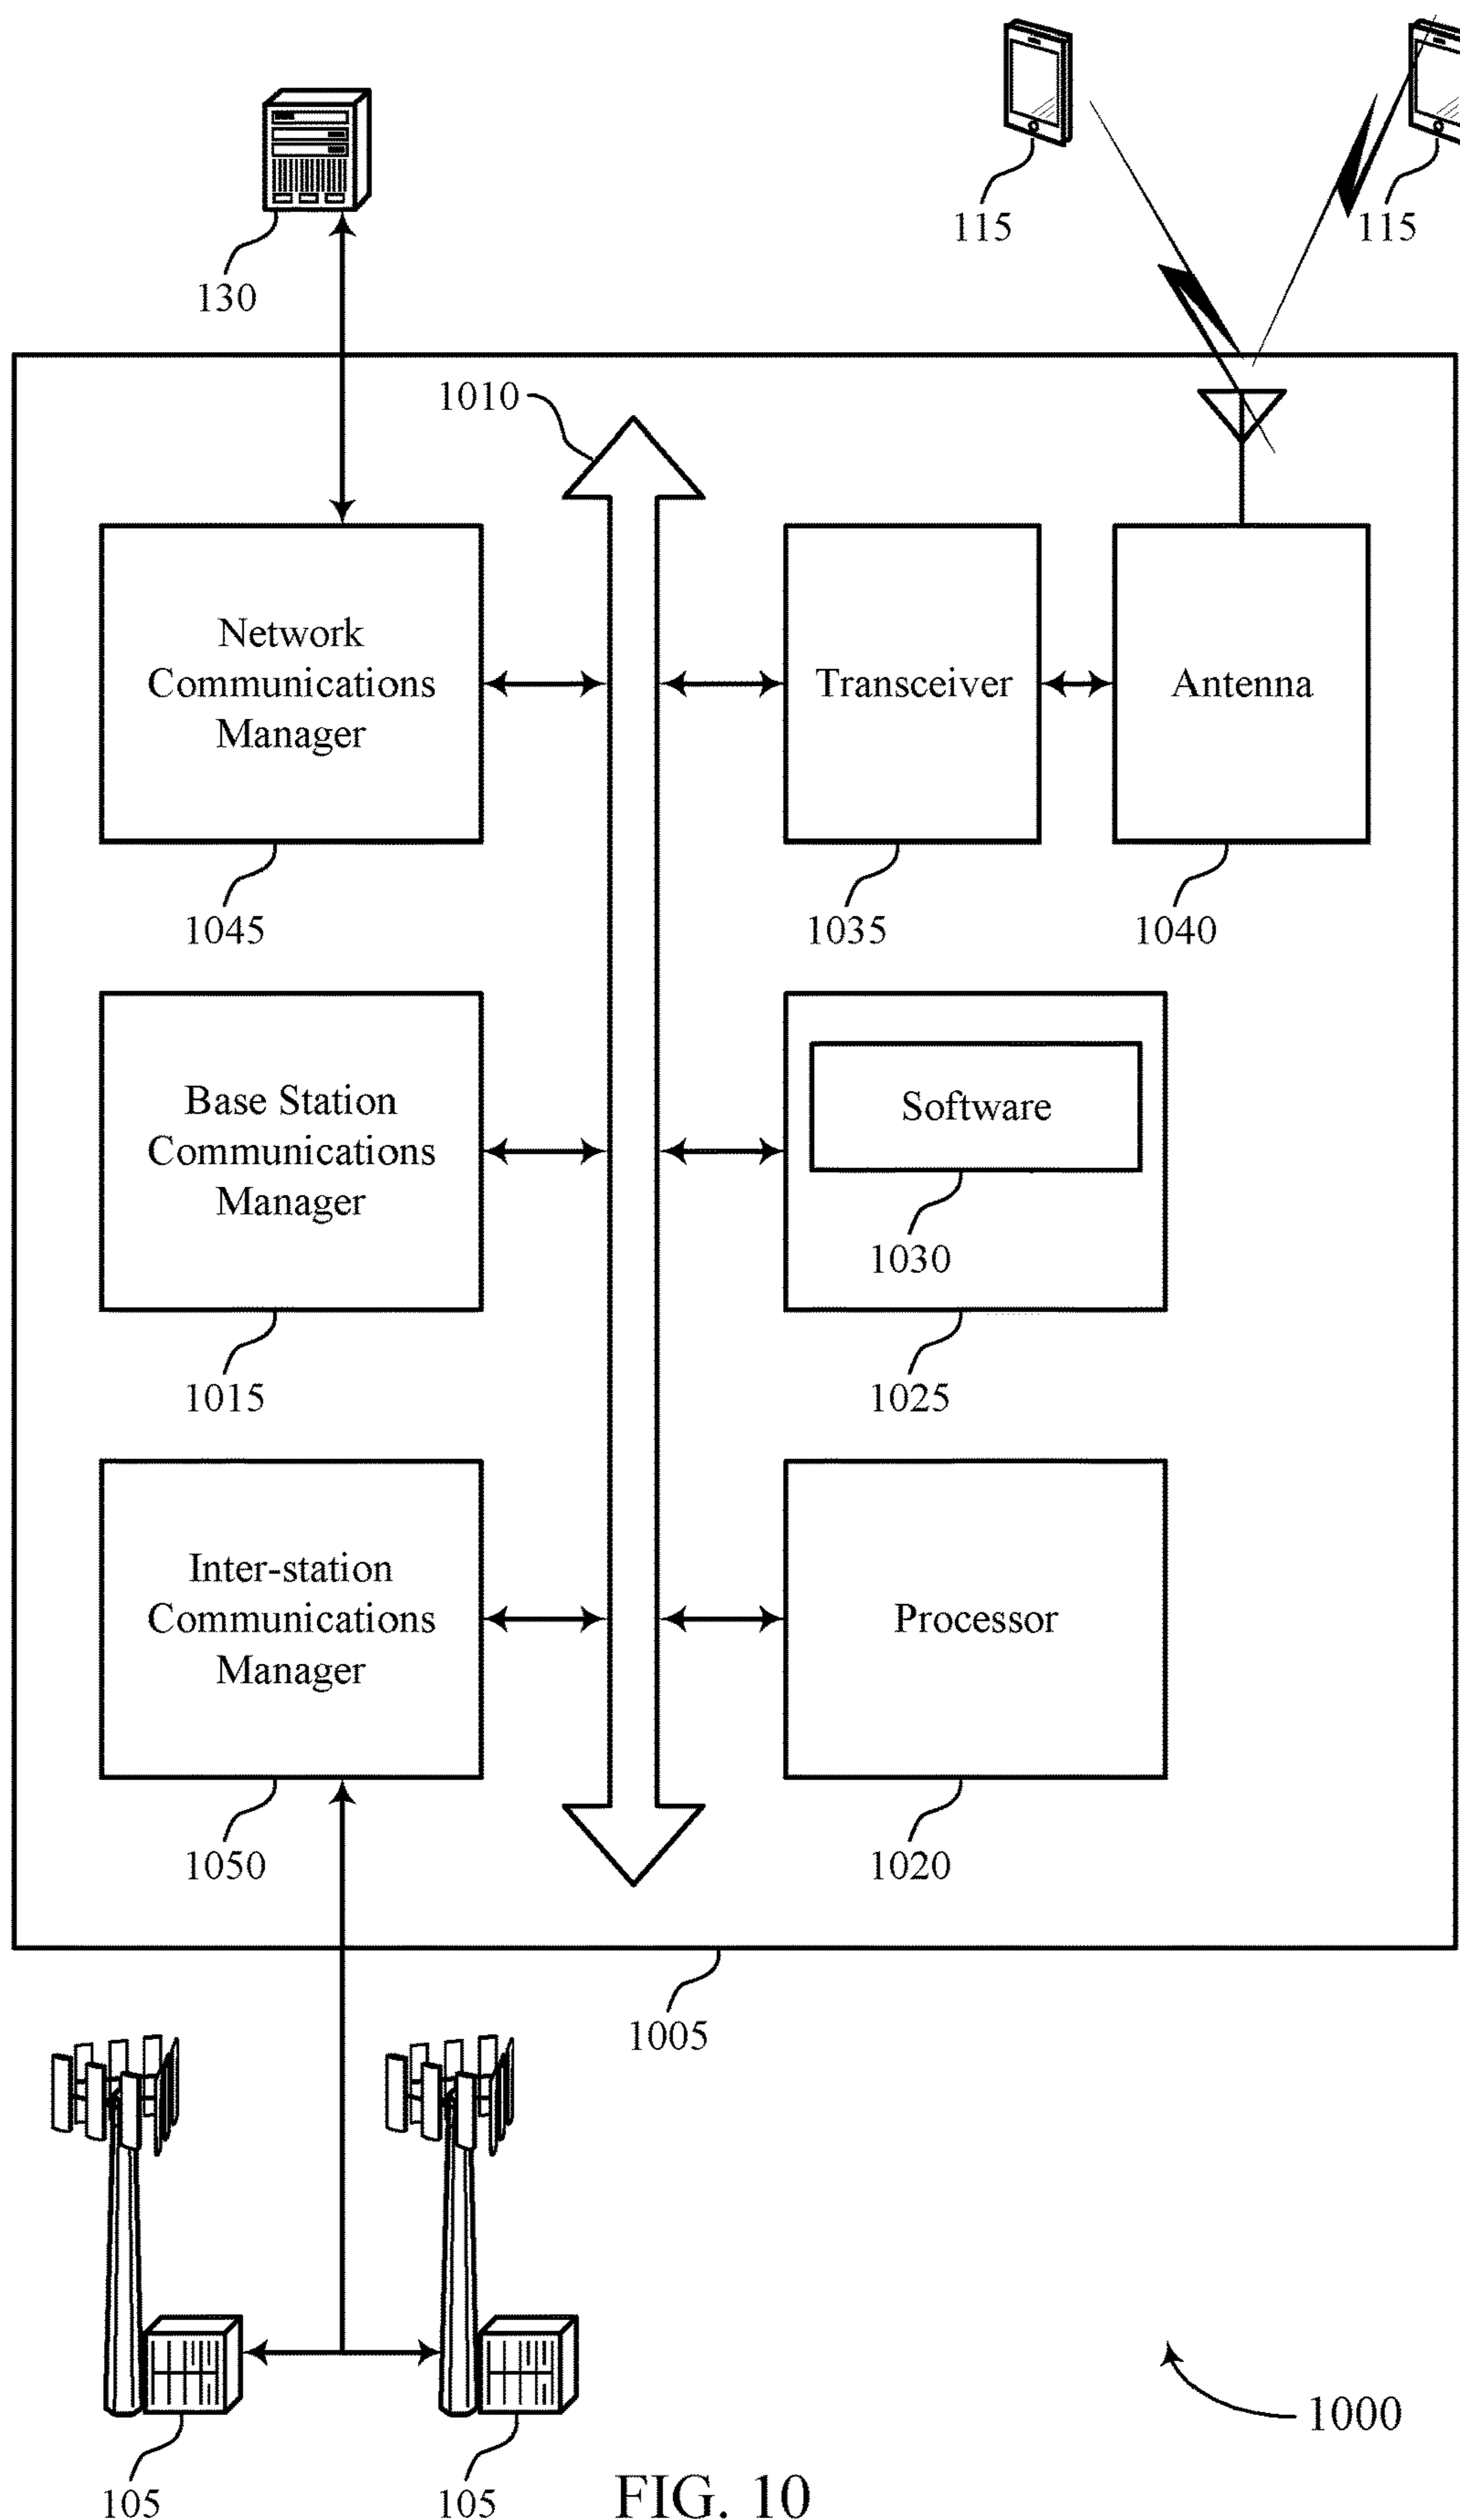 115
115
130
1010
Network
Communications
Manager
Transceiver
Antenna
1045
1035
1040
Base Station
Communications
Manager
Software
1030
1015
1025
Inter-station
Communications
Manager
Processor
1050
1020
1005
1000
105
105
FIG. 10